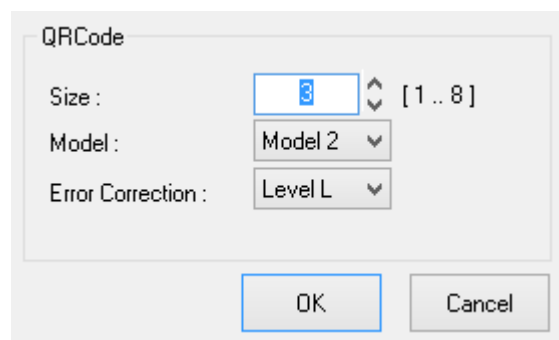 QRCode
Size : 3 [ 1 .. 8 ]
Model : Model 2
Error Correction : Level L
OK Cancel